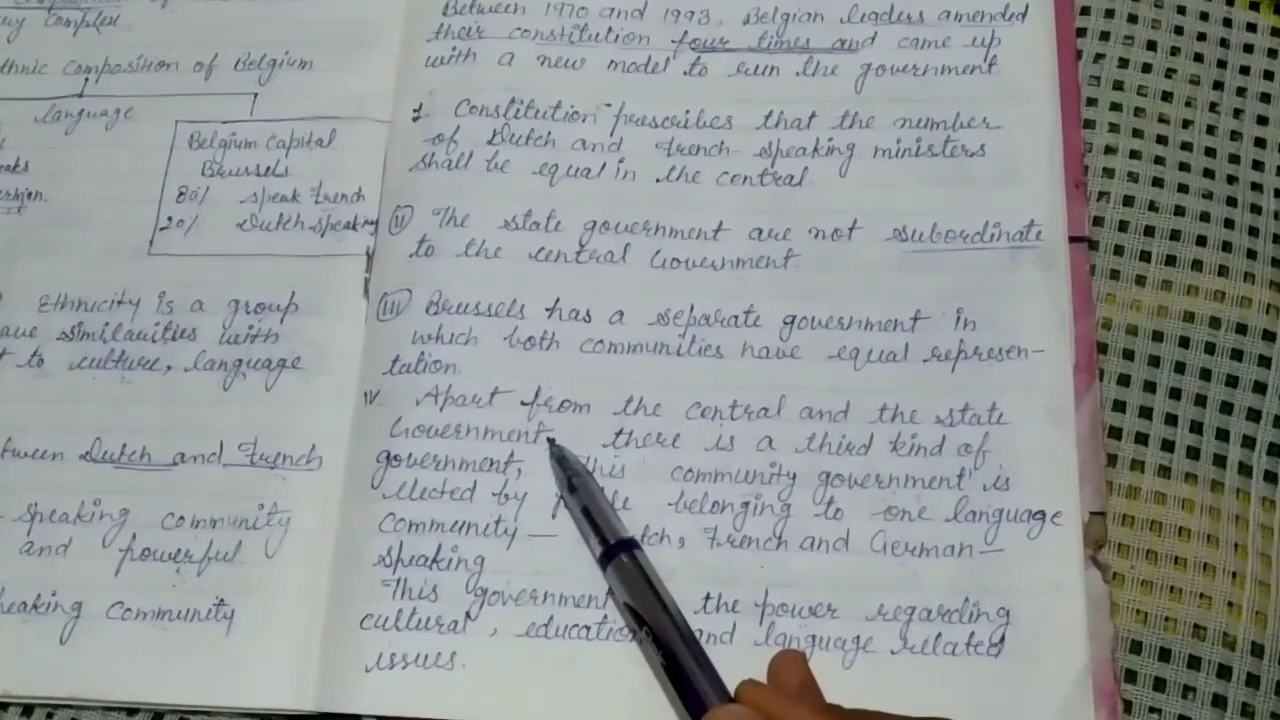 ey complex
thnic composition of Belgium
language
Belgium Capital
Brussels
80% speak French
20% Dutch speaking
Ethnicity is a group
ave similarities with
t to culture, language
tween Dutch and French
speaking community
and powerful
peaking community
Between 1970 and 1993, Belgian leaders amended
their constitution four times and came up
with a new model to run the government
I. Constitution prescribes that the number
of Dutch and French-speaking ministers
shall be equal in the central.
II The state government are not subordinate
to the central Government.
III Brussels has a separate government in
which both communities have equal represen-
tation.
IV. Apart from the central and the state
Government, there is a third kind of
government, This community government is
elected by belonging to one language
community — tch, French and German —
speaking
This government the power regarding
cultural, education and language related
issues.